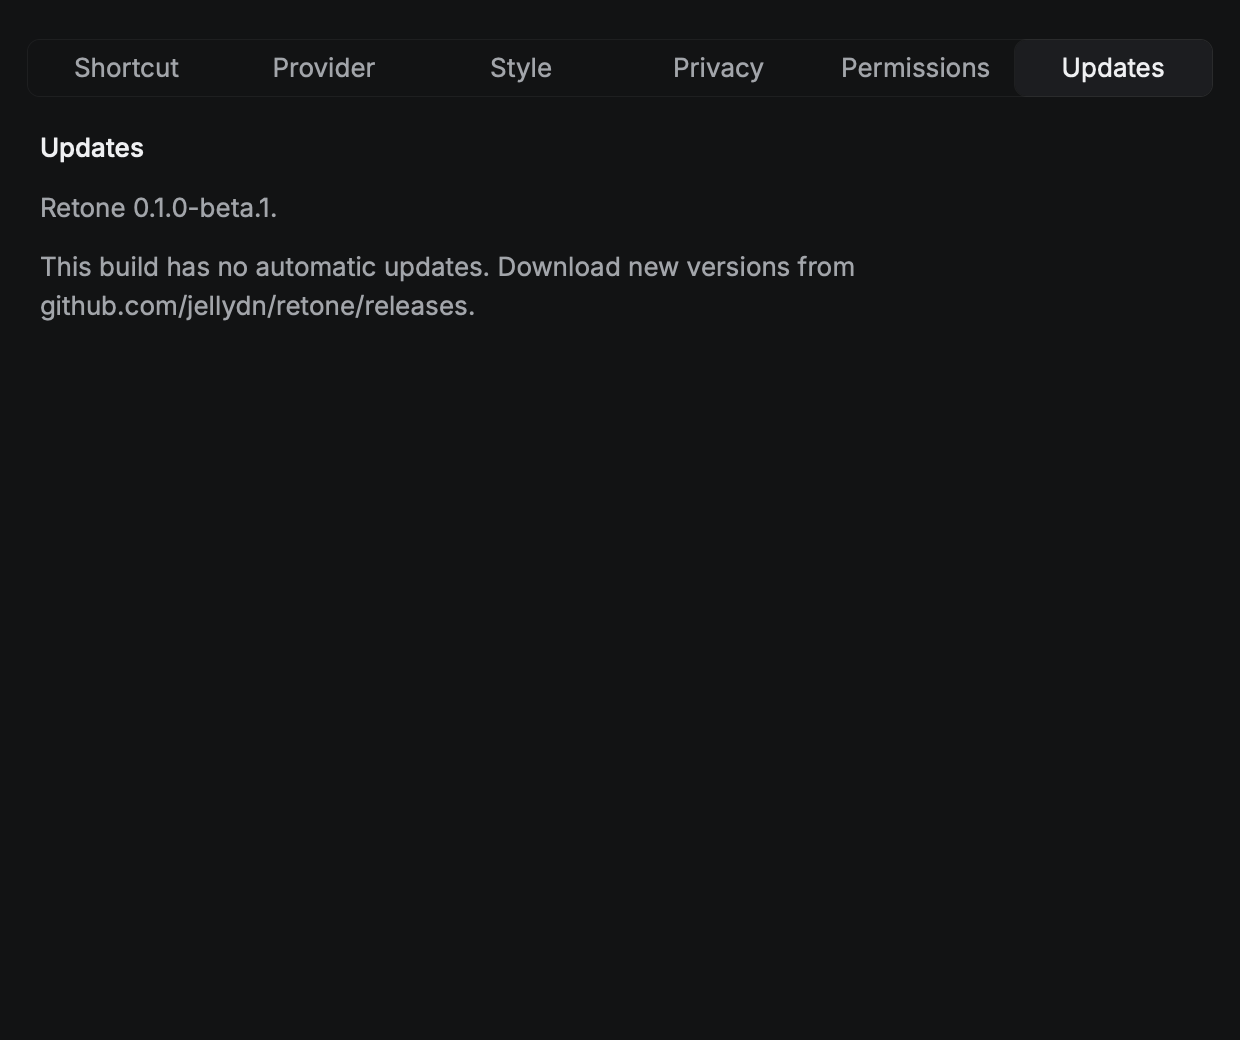 Shortcut Provider Style Privacy Permissions Updates
Updates
Retone 0.1.0-beta.1.
This build has no automatic updates. Download new versions from
github.com/jellydn/retone/releases.